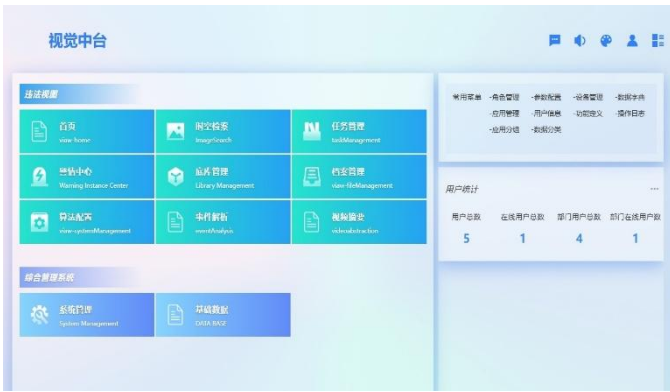 视觉中台
违法视图
首页
view-home
时空检索
ImageSearch
任务管理
taskManagement
警情中心
Warning Instance Center
底库管理
Library Management
档案管理
view-fileManagement
算法配置
view-systemManagement
事件解析
eventAnalysis
视频摘要
videoabstraction
综合管理系统
系统管理
System Management
基础数据
DATA BASE
常用菜单 -角色管理 -参数配置 -设备管理 -数据字典
-应用管理 -用户信息 -功能定义 -操作日志
-应用分组 -数据分类
用户统计
用户总数 在线用户总数 部门用户总数 部门在线用户数
5 1 4 1